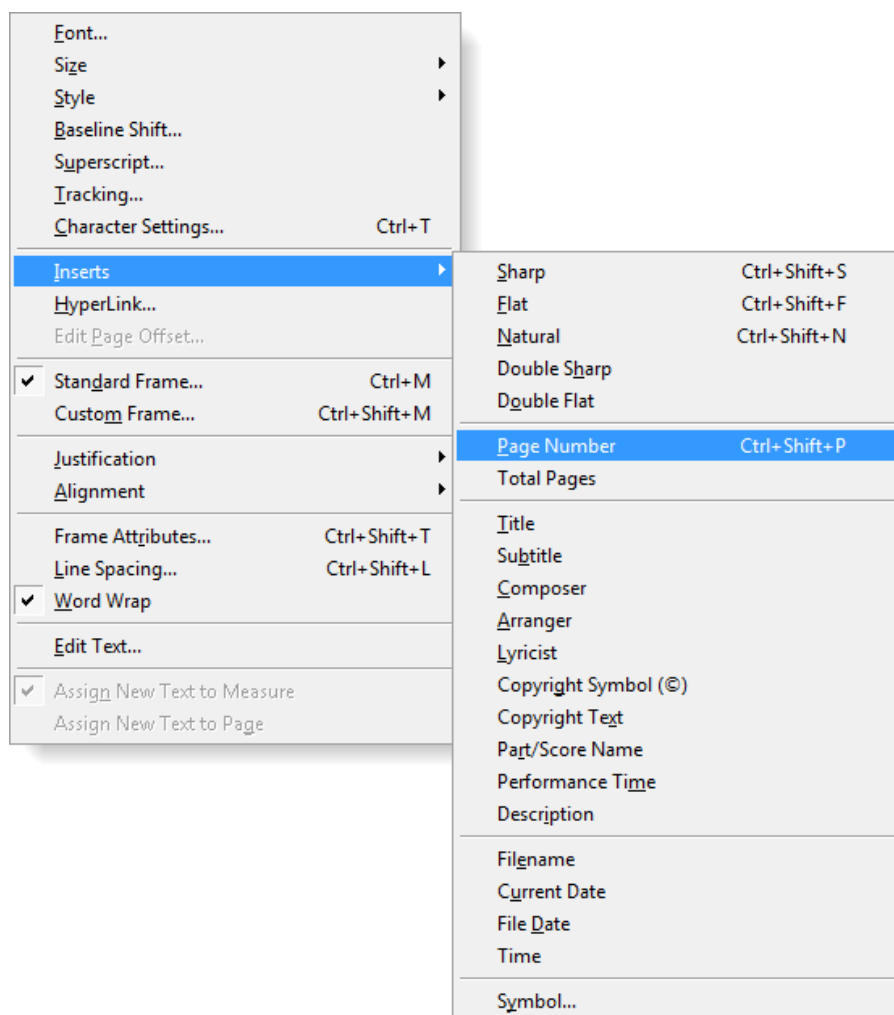 Font...
Size
Style
Baseline Shift...
Superscript...
Tracking...
Character Settings... Ctrl+T
Inserts
HyperLink...
Edit Page Offset...
Standard Frame... Ctrl+M
Custom Frame... Ctrl+Shift+M
Justification
Alignment
Frame Attributes... Ctrl+Shift+T
Line Spacing... Ctrl+Shift+L
Word Wrap
Edit Text...
Assign New Text to Measure
Assign New Text to Page
Sharp Ctrl+Shift+S
Flat Ctrl+Shift+F
Natural Ctrl+Shift+N
Double Sharp
Double Flat
Page Number Ctrl+Shift+P
Total Pages
Title
Subtitle
Composer
Arranger
Lyricist
Copyright Symbol (©)
Copyright Text
Part/Score Name
Performance Time
Description
Filename
Current Date
File Date
Time
Symbol...